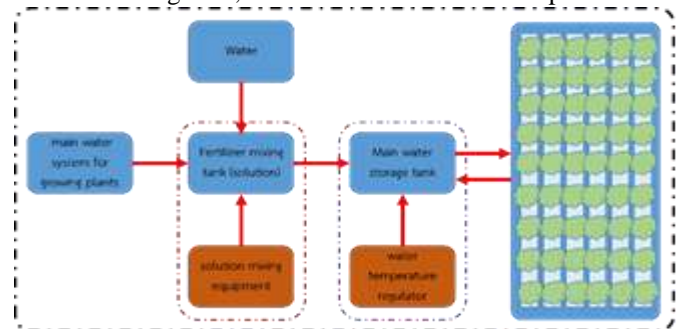 Water
main water
system for
growing plants
Fertilizer mixing
tank (solution)
Main water
storage tank
solution mixing
equipment
water
temperature
regulator